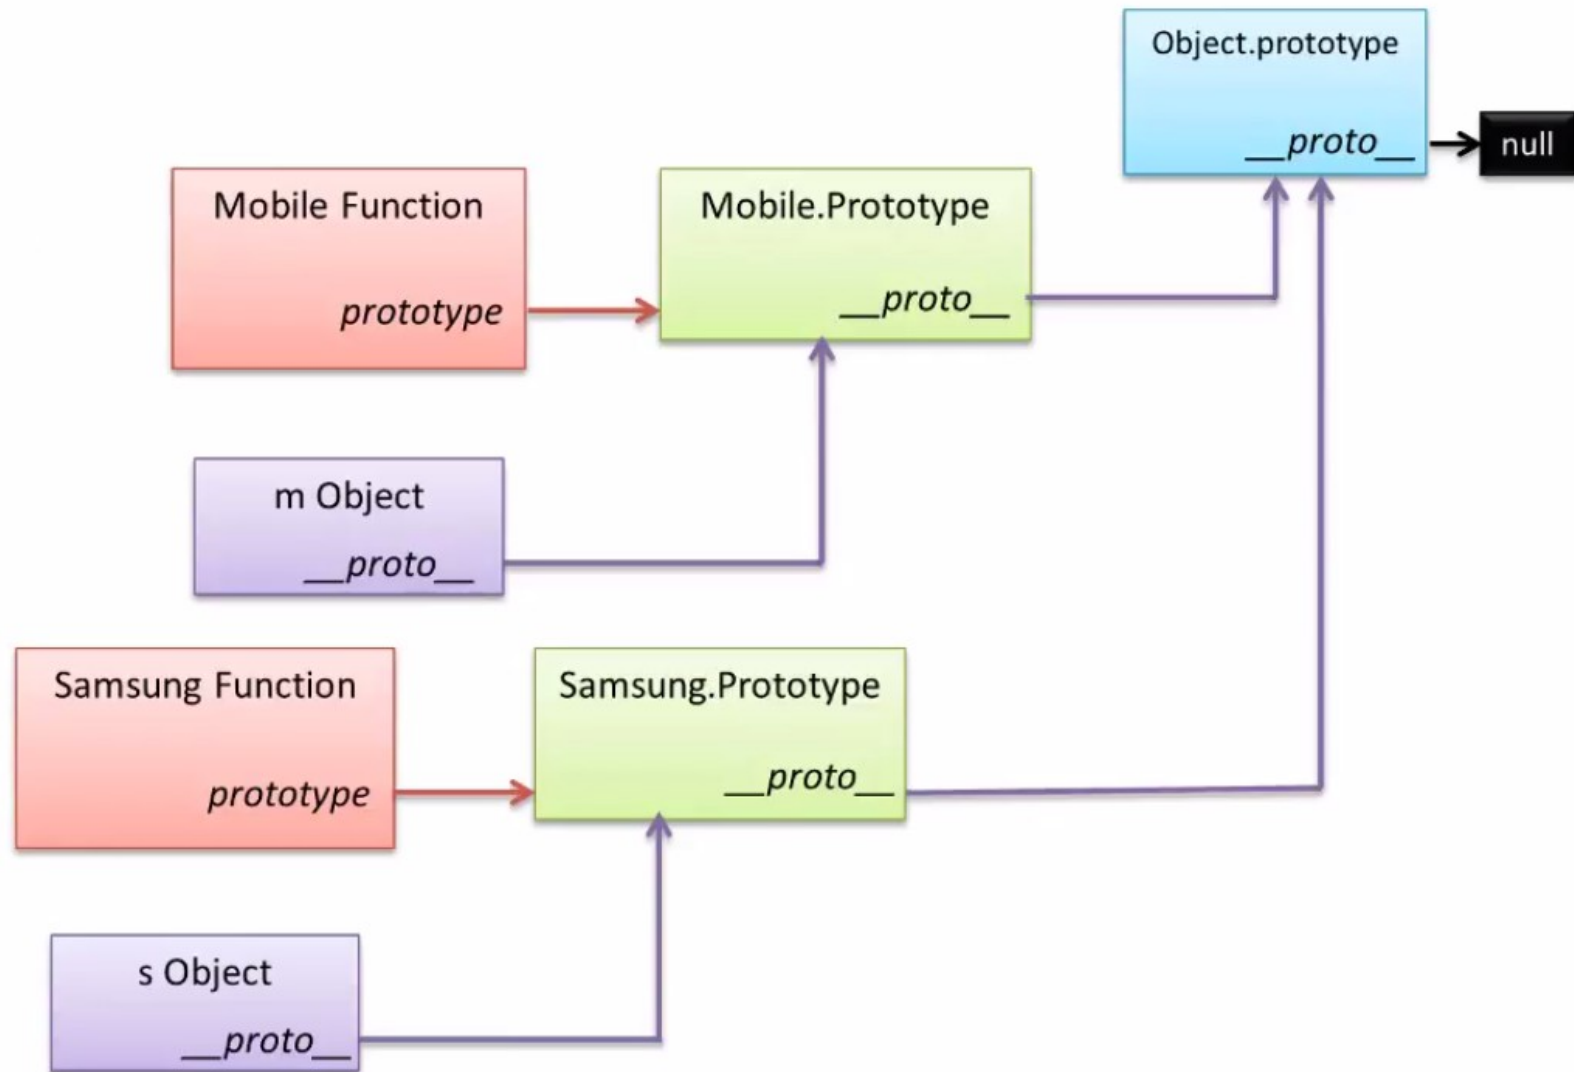 Object.prototype
__proto__
null
Mobile Function
prototype
Mobile.Prototype
__proto__
m Object
__proto__
Samsung Function
prototype
Samsung.Prototype
__proto__
s Object
__proto__